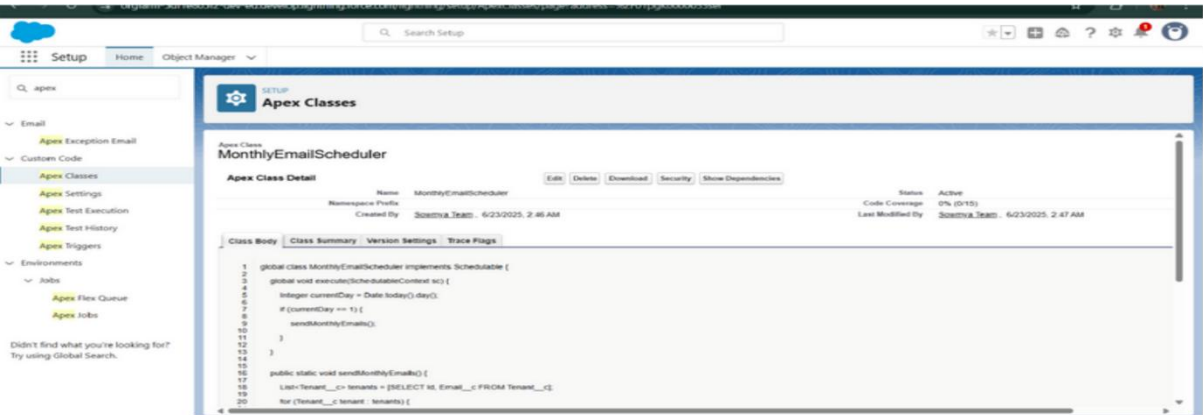 Search Setup
Setup Home Object Manager
apex
Email
Apex Exception Email
Custom Code
Apex Classes
Apex Settings
Apex Test Execution
Apex Test History
Apex Triggers
Environments
Jobs
Apex Flex Queue
Apex Jobs
Didn't find what you're looking for?
Try using Global Search.
SETUP
Apex Classes
Apex Class
MonthlyEmailScheduler
Apex Class Detail
Edit Delete Download Security Show Dependencies
Name MonthlyEmailScheduler Status Active
Namespace Prefix Code Coverage 0% (0/15)
Created By Sowmya Team, 6/23/2025, 2:46 AM Last Modified By Sowmya Team, 6/23/2025, 2:47 AM
Class Body Class Summary Version Settings Trace Flags
1 global class MonthlyEmailScheduler implements Schedulable {
2
3 global void execute(SchedulableContext sc) {
4
5 Integer currentDay = Date.today().day();
6
7 if (currentDay == 1) {
8
9 sendMonthlyEmails();
10
11 }
12
13 }
14
15
16 public static void sendMonthlyEmails() {
17
18 List<Tenant__c> tenants = [SELECT Id, Email__c FROM Tenant__c];
19
20 for (Tenant__c tenant : tenants) {